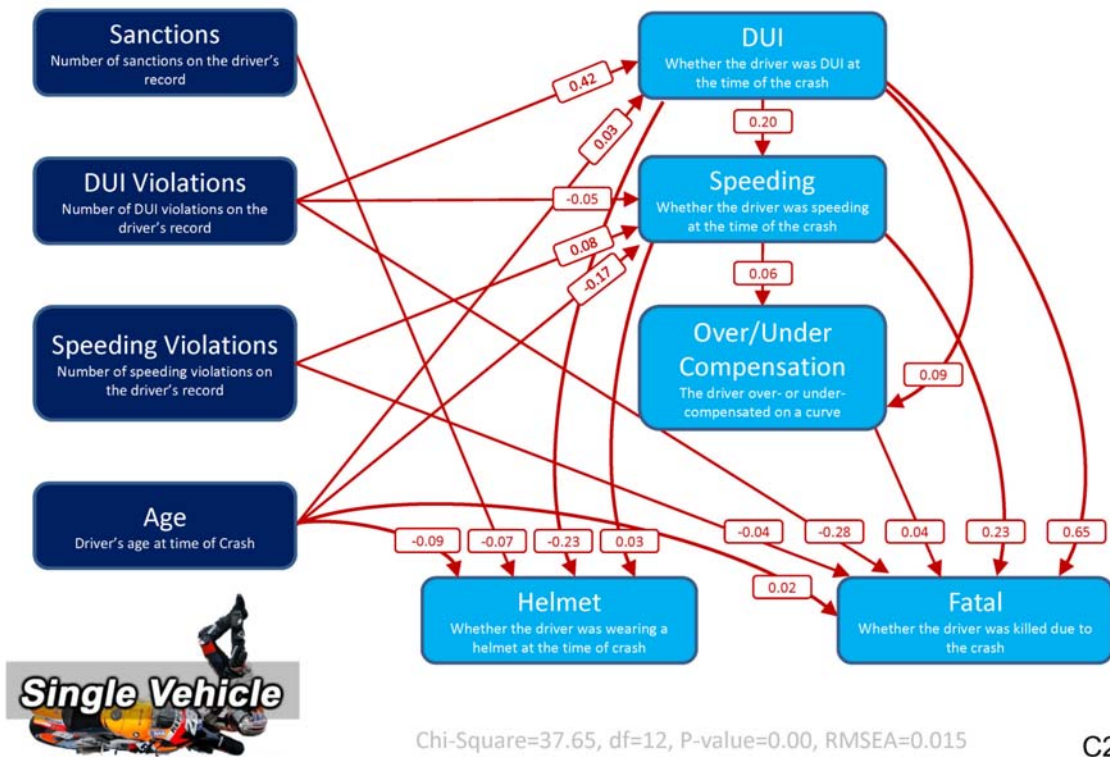 Sanctions
Number of sanctions on the driver's
record
DUI
Whether the driver was DUI at
the time of the crash
0.42
0.03
0.20
DUI Violations
Number of DUI violations on the
driver's record
Speeding
Whether the driver was speeding
at the time of the crash
-0.05
0.08
-0.17
0.06
Speeding Violations
Number of speeding violations on
the driver's record
Over/Under
Compensation
The driver over- or under-
compensated on a curve
0.09
Age
Driver's age at time of Crash
-0.09
-0.07
-0.23
0.03
-0.04
-0.28
0.04
0.23
0.65
0.02
Helmet
Whether the driver was wearing a
helmet at the time of crash
Fatal
Whether the driver was killed due to
the crash
Single Vehicle
Chi-Square=37.65, df=12, P-value=0.00, RMSEA=0.015
C2